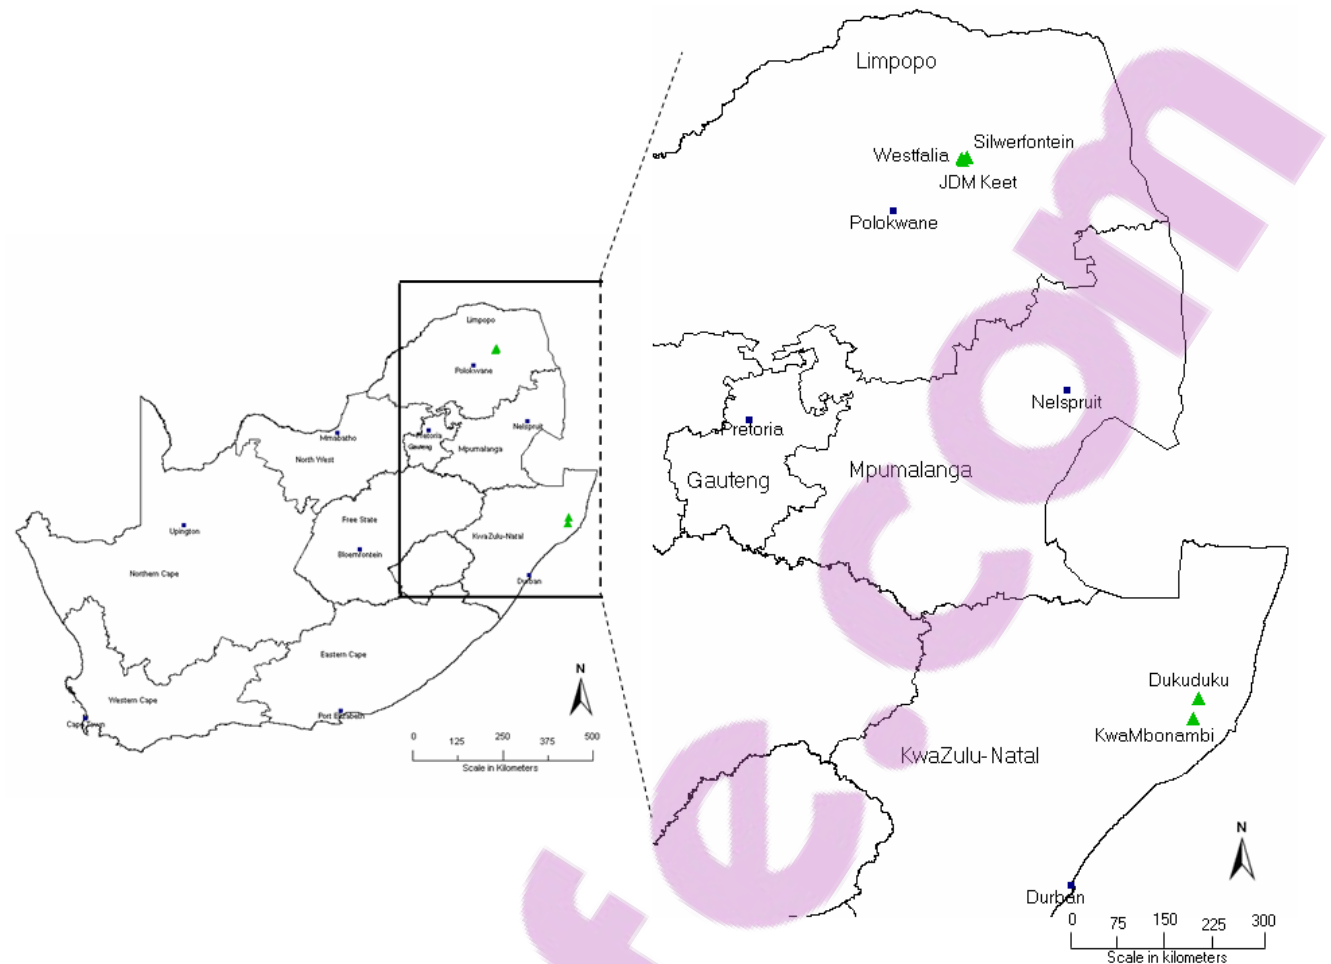 Limpopo
Polokwane
Mmabatho
North West
Pretoria
Gauteng
Nelspruit
Mpumalanga
Upington
Free State
Bloemfontein
KwaZulu-Natal
Durban
Northern Cape
Eastern Cape
Western Cape
Cape Town
Port Elizabeth
N
0 125 250 375 500
Scale in Kilometers
Limpopo
Silwerfontein
Westfalia
JDM Keet
Polokwane
Nelspruit
Pretoria
Mpumalanga
Gauteng
Dukuduku
KwaMbonambi
KwaZulu-Natal
N
Durban
0 75 150 225 300
Scale in kilometers
fe.com